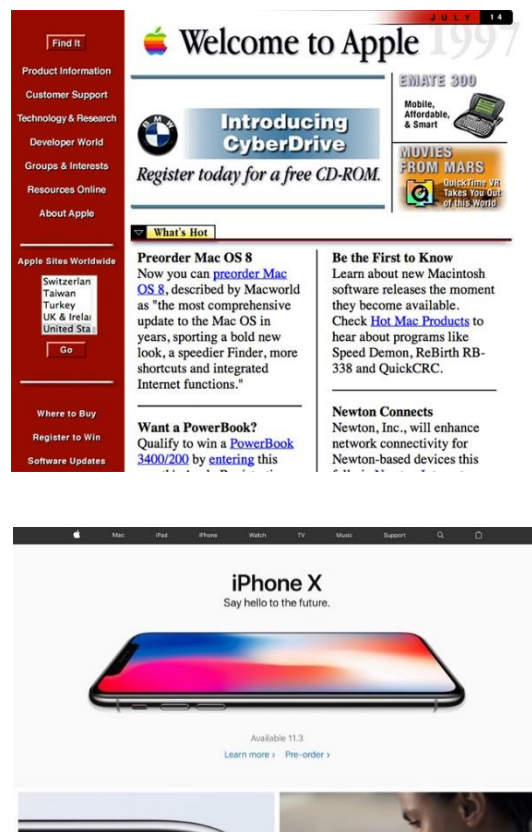 JULY 14
1997
Find It
Welcome to Apple
Product Information
Customer Support
Technology & Research
Developer World
Groups & Interests
Resources Online
About Apple
BMW
Introducing
CyberDrive
Register today for a free CD-ROM.
EMATE 300
Mobile,
Affordable,
& Smart
MOVIES
FROM MARS
QuickTime VR
Takes You Out
of this World
What's Hot
Apple Sites Worldwide
Switzerlan
Taiwan
Turkey
UK & Irela
United Sta
Go
Where to Buy
Register to Win
Software Updates
Preorder Mac OS 8
Now you can preorder Mac
OS 8, described by Macworld
as "the most comprehensive
update to the Mac OS in
years, sporting a bold new
look, a speedier Finder, more
shortcuts and integrated
Internet functions."
Want a PowerBook?
Qualify to win a PowerBook
3400/200 by entering this
Be the First to Know
Learn about new Macintosh
software releases the moment
they become available.
Check Hot Mac Products to
hear about programs like
Speed Demon, ReBirth RB-
338 and QuickCRC.
Newton Connects
Newton, Inc., will enhance
network connectivity for
Newton-based devices this
Mac iPad iPhone Watch TV Music Support
iPhone X
Say hello to the future.
Available 11.3
Learn more > Pre-order >